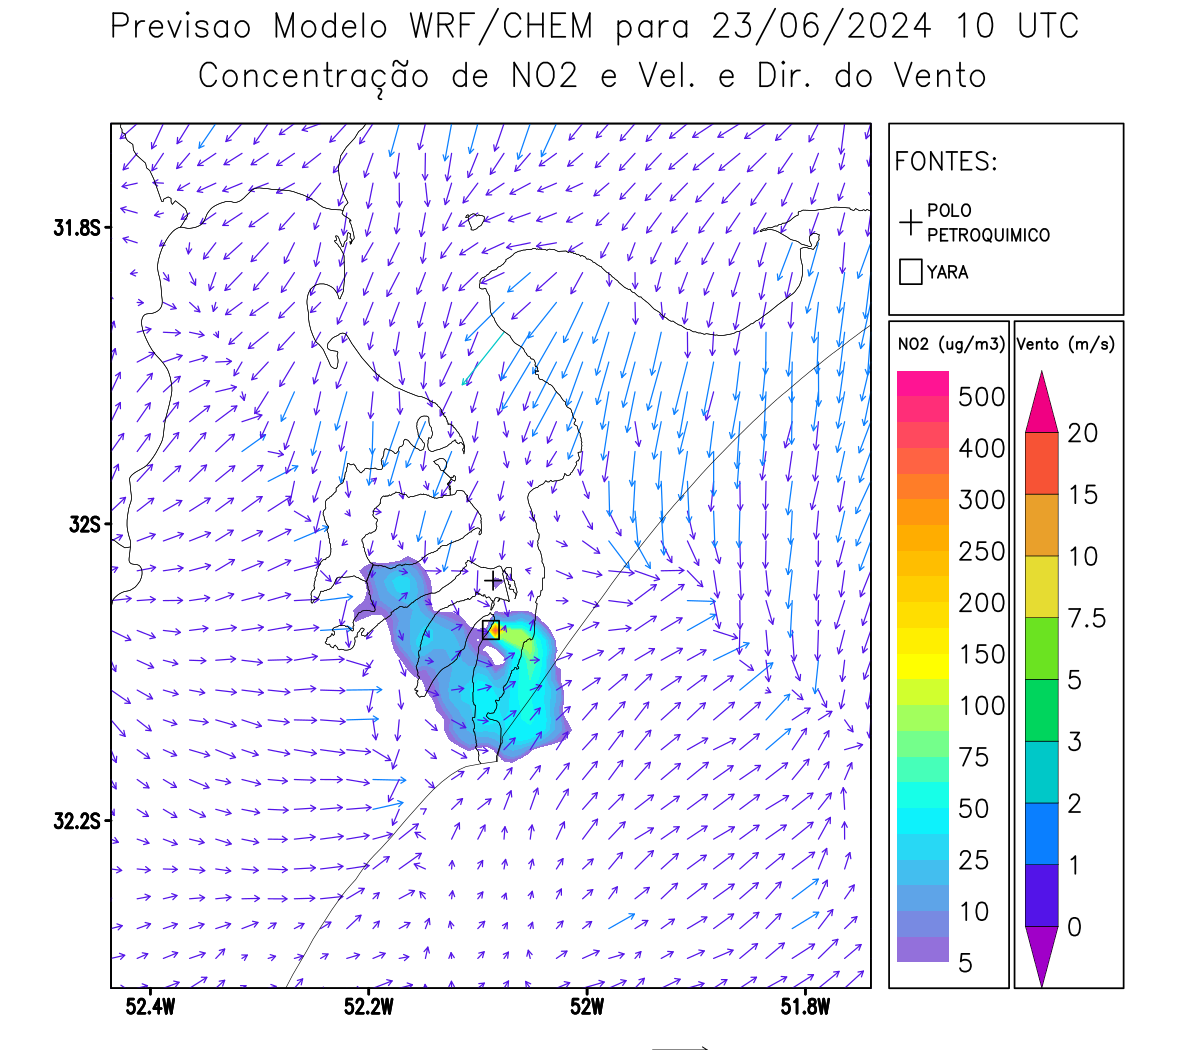 Previsao Modelo WRF/CHEM para 23/06/2024 10 UTC
Concentração de NO2 e Vel. e Dir. do Vento
FONTES:
POLO
PETROQUIMICO
YARA
NO2 (ug/m3)
500
400
300
250
200
150
100
75
50
25
10
5
Vento (m/s)
20
15
10
7.5
5
3
2
1
0
31.8S
32S
32.2S
52.4W 52.2W 52W 51.8W